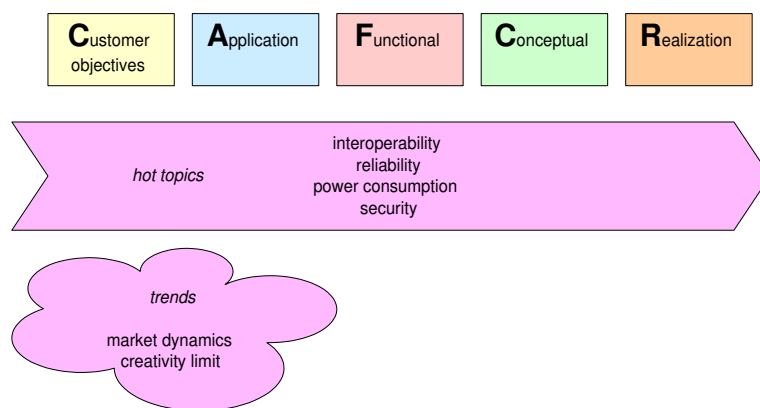 Customer objectives
Application
Functional
Conceptual
Realization
hot topics
interoperability
reliability
power consumption
security
trends
market dynamics
creativity limit